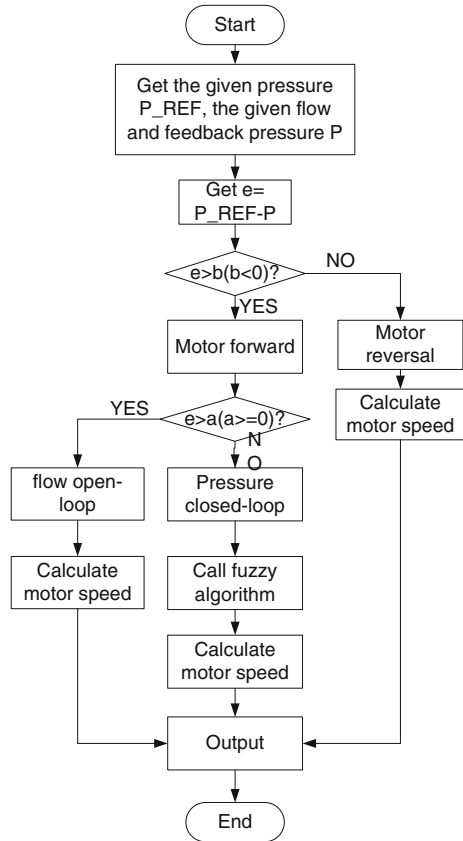 Start
Get the given pressure
P_REF, the given flow
and feedback pressure P
Get e=
P_REF-P
e>b(b<0)?
NO
YES
Motor forward
Motor
reversal
Calculate
motor speed
YES
e>a(a>=0)?
N
O
flow open-
loop
Pressure
closed-loop
Calculate
motor speed
Call fuzzy
algorithm
Calculate
motor speed
Output
End